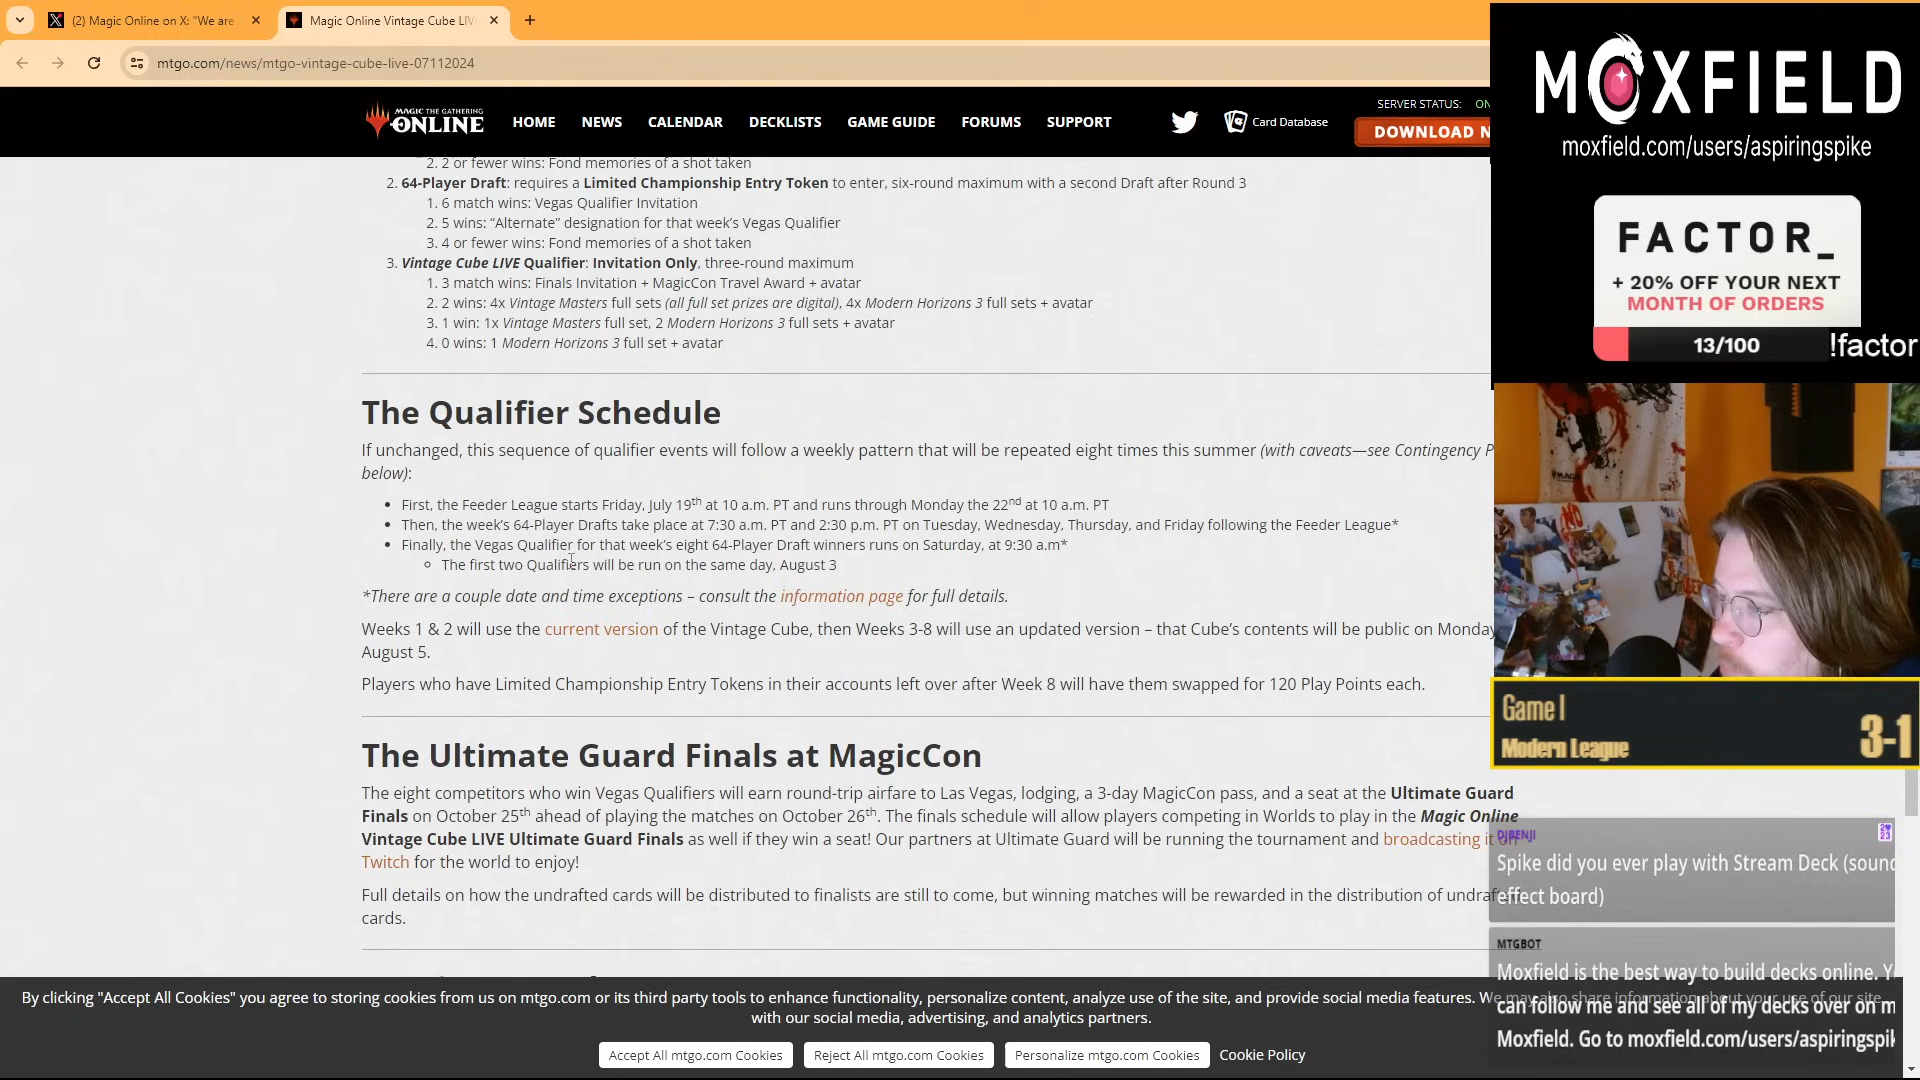 (2) Magic Online on X: "We are
Magic Online Vintage Cube LIV
mtgo.com/news/mtgo-vintage-cube-live-07112024
MAGIC THE GATHERING
ONLINE
HOME NEWS CALENDAR DECKLISTS GAME GUIDE FORUMS SUPPORT
Card Database
SERVER STATUS: ON
DOWNLOAD N
2. 2 or fewer wins: Fond memories of a shot taken
2. 64-Player Draft: requires a Limited Championship Entry Token to enter, six-round maximum with a second Draft after Round 3
1. 6 match wins: Vegas Qualifier Invitation
2. 5 wins: “Alternate” designation for that week’s Vegas Qualifier
3. 4 or fewer wins: Fond memories of a shot taken
3. Vintage Cube LIVE Qualifier: Invitation Only, three-round maximum
1. 3 match wins: Finals Invitation + MagicCon Travel Award + avatar
2. 2 wins: 4x Vintage Masters full sets (all full set prizes are digital), 4x Modern Horizons 3 full sets + avatar
3. 1 win: 1x Vintage Masters full set, 2 Modern Horizons 3 full sets + avatar
4. 0 wins: 1 Modern Horizons 3 full set + avatar
The Qualifier Schedule
If unchanged, this sequence of qualifier events will follow a weekly pattern that will be repeated eight times this summer (with caveats—see Contingency P
below):
First, the Feeder League starts Friday, July 19th at 10 a.m. PT and runs through Monday the 22nd at 10 a.m. PT
Then, the week’s 64-Player Drafts take place at 7:30 a.m. PT and 2:30 p.m. PT on Tuesday, Wednesday, Thursday, and Friday following the Feeder League*
Finally, the Vegas Qualifier for that week’s eight 64-Player Draft winners runs on Saturday, at 9:30 a.m*
The first two Qualifiers will be run on the same day, August 3
*There are a couple date and time exceptions – consult the information page for full details.
Weeks 1 & 2 will use the current version of the Vintage Cube, then Weeks 3-8 will use an updated version – that Cube’s contents will be public on Monday
August 5.
Players who have Limited Championship Entry Tokens in their accounts left over after Week 8 will have them swapped for 120 Play Points each.
The Ultimate Guard Finals at MagicCon
The eight competitors who win Vegas Qualifiers will earn round-trip airfare to Las Vegas, lodging, a 3-day MagicCon pass, and a seat at the Ultimate Guard
Finals on October 25th ahead of playing the matches on October 26th. The finals schedule will allow players competing in Worlds to play in the Magic Online
Vintage Cube LIVE Ultimate Guard Finals as well if they win a seat! Our partners at Ultimate Guard will be running the tournament and broadcasting it on
Twitch for the world to enjoy!
Full details on how the undrafted cards will be distributed to finalists are still to come, but winning matches will be rewarded in the distribution of undrafted
cards.
By clicking "Accept All Cookies" you agree to storing cookies from us on mtgo.com or its third party tools to enhance functionality, personalize content, analyze use of the site, and provide social media features. We may also share information about your use of our site
with our social media, advertising, and analytics partners.
Accept All mtgo.com Cookies
Reject All mtgo.com Cookies
Personalize mtgo.com Cookies
Cookie Policy
MOXFIELD
moxfield.com/users/aspiringspike
FACTOR_
+ 20% OFF YOUR NEXT
MONTH OF ORDERS
13/100
!factor
Game 1
Modern League
3-1
DJBENJI
Spike did you ever play with Stream Deck (sound
effect board)
MTGBOT
Moxfield is the best way to build decks online. Y
can follow me and see all of my decks over on m
Moxfield. Go to moxfield.com/users/aspiringspik